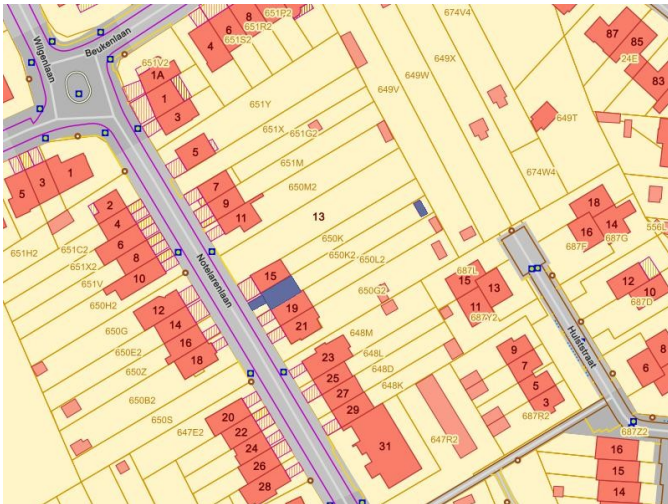 651P2
8
651R2
6
651S2
4
674V4
649X
649W
649V
87
85
24E
83
Beukenlaan
Wilgenlaan
651V2
1A
1
3
651Y
651X
651G2
649T
5
651M
674W4
1
3
5
7
9
11
650M2
13
650K
650K2
650L2
650G2
2
4
6
8
10
651H2
651C2
651X2
651V
650H2
18
14
16
687F
687G
556L
Notelarenlaan
15
19
21
687L
15
13
11
687AY2
12
10
687D
12
14
16
18
650G
650E2
650Z
650B2
650S
648M
648L
648D
648K
23
25
27
29
31
9
7
5
3
687R2
Hulststraat
8
6
20
22
24
26
28
647E2
647R2
687Z2
16
15
14